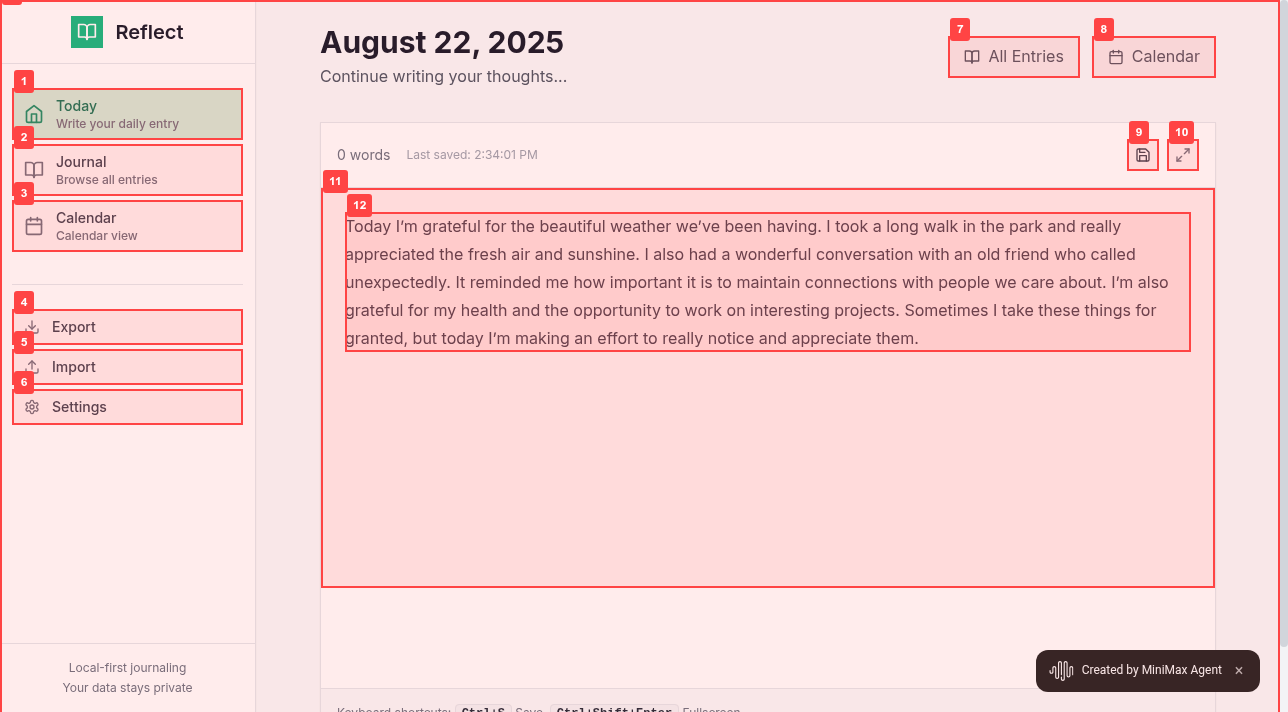 Reflect
1
Today
Write your daily entry
2
Journal
Browse all entries
3
Calendar
Calendar view
4
Export
5
Import
6
Settings
Local-first journaling
Your data stays private
August 22, 2025
Continue writing your thoughts...
7
All Entries
8
Calendar
0 words
Last saved: 2:34:01 PM
9
10
11
12
Today I'm grateful for the beautiful weather we've been having. I took a long walk in the park and really
appreciated the fresh air and sunshine. I also had a wonderful conversation with an old friend who called
unexpectedly. It reminded me how important it is to maintain connections with people we care about. I'm also
grateful for my health and the opportunity to work on interesting projects. Sometimes I take these things for
granted, but today I'm making an effort to really notice and appreciate them.
Created by MiniMax Agent ×
Keyboard shortcuts: Ctrl+S Save Ctrl+Shift+Enter Fullscreen